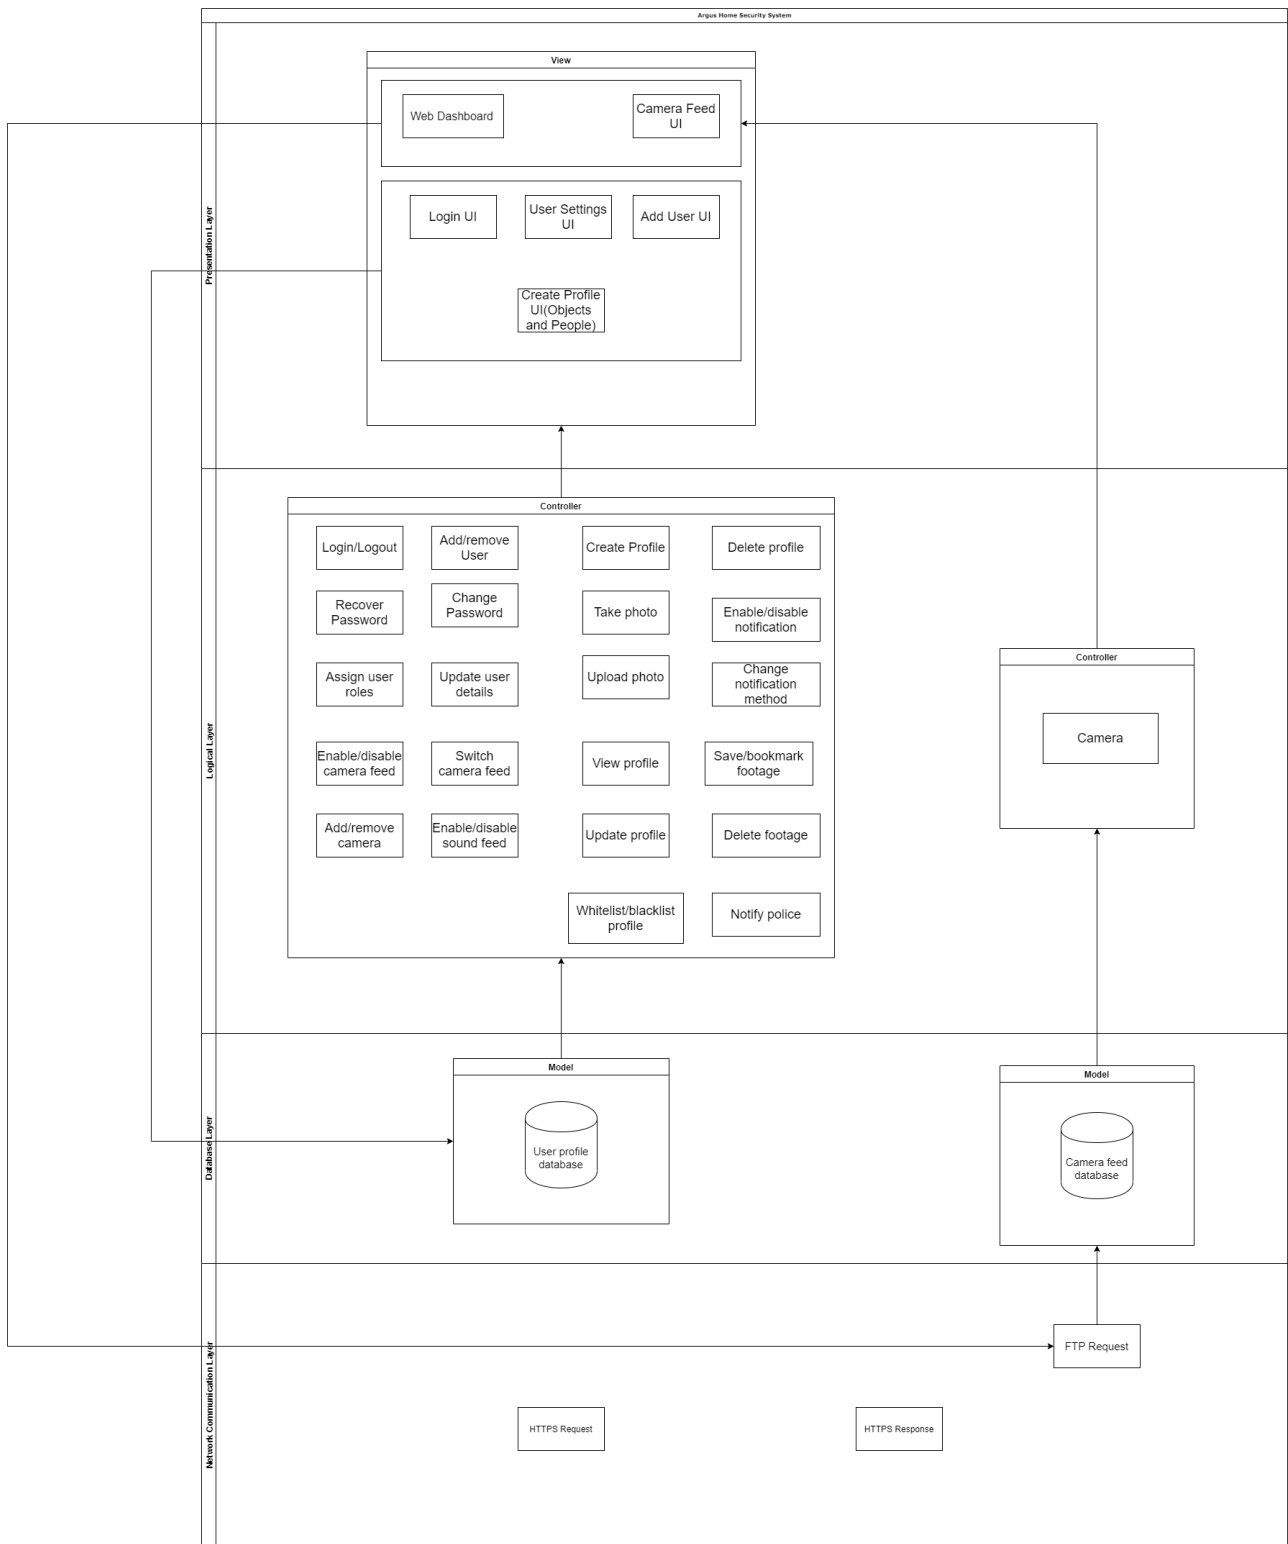 Argus Home Security System
Presentation Layer
View
Web Dashboard
Camera Feed
UI
Login UI
User Settings
UI
Add User UI
Create Profile
UI(Objects
and People)
Logical Layer
Controller
Login/Logout
Add/remove
User
Create Profile
Delete profile
Recover
Password
Change
Password
Take photo
Enable/disable
notification
Assign user
roles
Update user
details
Upload photo
Change
notification
method
Enable/disable
camera feed
Switch
camera feed
View profile
Save/bookmark
footage
Add/remove
camera
Enable/disable
sound feed
Update profile
Delete footage
Whitelist/blacklist
profile
Notify police
Controller
Camera
Database Layer
Model
User profile
database
Model
Camera feed
database
Network Communication Layer
FTP Request
HTTPS Request
HTTPS Response